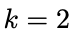 k = 2